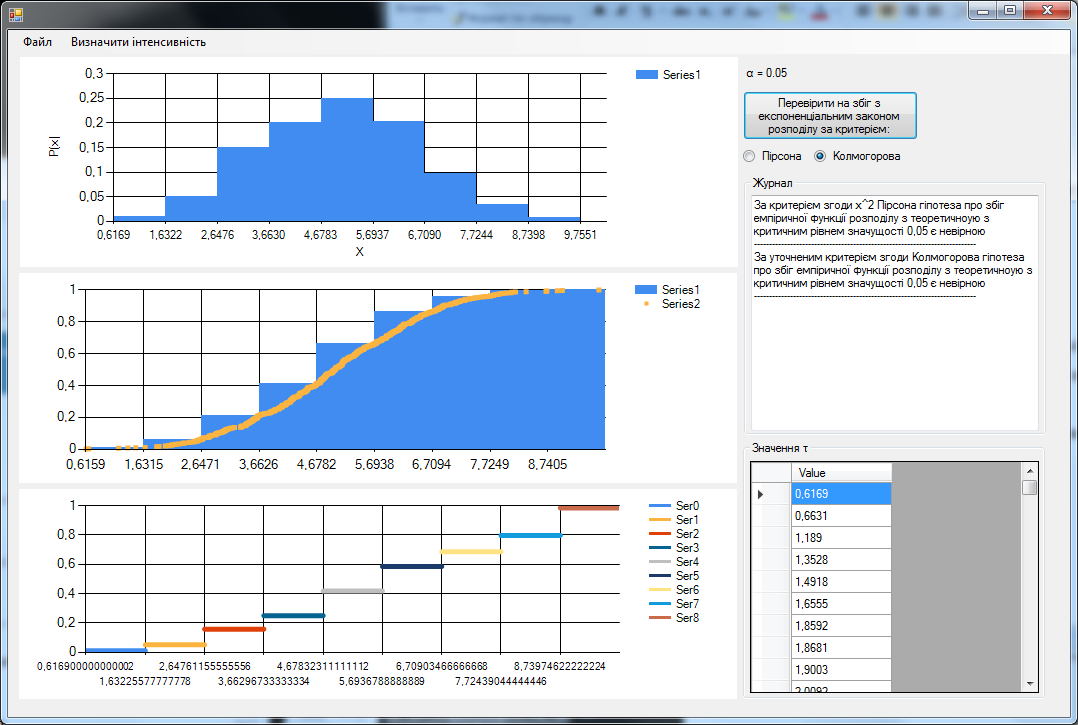 Файл Визначити інтенсивність
0,3
0,25
0,2
0,15
0,1
0,05
0
P(x)
0,6169 1,6322 2,6476 3,6630 4,6783 5,6937 6,7090 7,7244 8,7398 9,7551
X
Series1
1
0.8
0.6
0.4
0.2
0
0,6159 1,6315 2,6471 3,6626 4,6782 5,6938 6,7094 7,7249 8,7405
Series1
Series2
1
0.8
0.6
0.4
0.2
0
0,616900000000002 2,64761155555556 4,67832311111112 6,70903466666668 8,73974622222224
1,63225577777778 3,66296733333334 5,6936788888889 7,72439044444446
Ser0
Ser1
Ser2
Ser3
Ser4
Ser5
Ser6
Ser7
Ser8
α = 0.05
Перевірити на збіг з
експоненціальним законом
розподілу за критерієм:
Пірсона Колмогорова
Журнал
За критерієм згоди x^2 Пірсона гіпотеза про збіг
емпіричної функції розподілу з теоретичною з
критичним рівнем значущості 0,05 є невірною
--------------------------------------------------------------------------
За уточненим критерієм згоди Колмогорова гіпотеза
про збіг емпіричної функції розподілу з теоретичною з
критичним рівнем значущості 0,05 є невірною
--------------------------------------------------------------------------
Значення τ
Value
0,6169
0,6631
1,189
1,3528
1,4918
1,6555
1,8592
1,8681
1,9003
2,0092